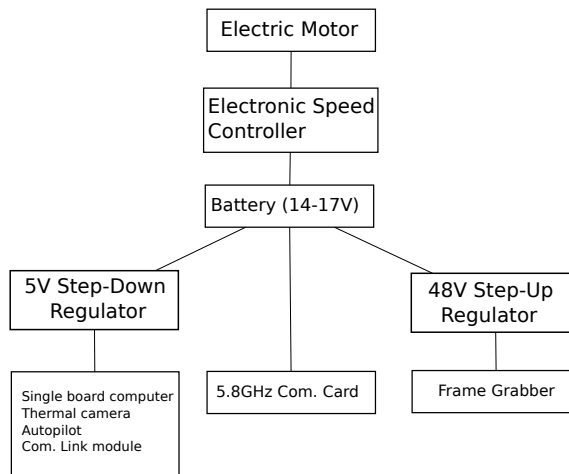 Electric Motor
Electronic Speed
Controller
Battery (14-17V)
5V Step-Down
Regulator
48V Step-Up
Regulator
Single board computer
Thermal camera
Autopilot
Com. Link module
5.8GHz Com. Card
Frame Grabber